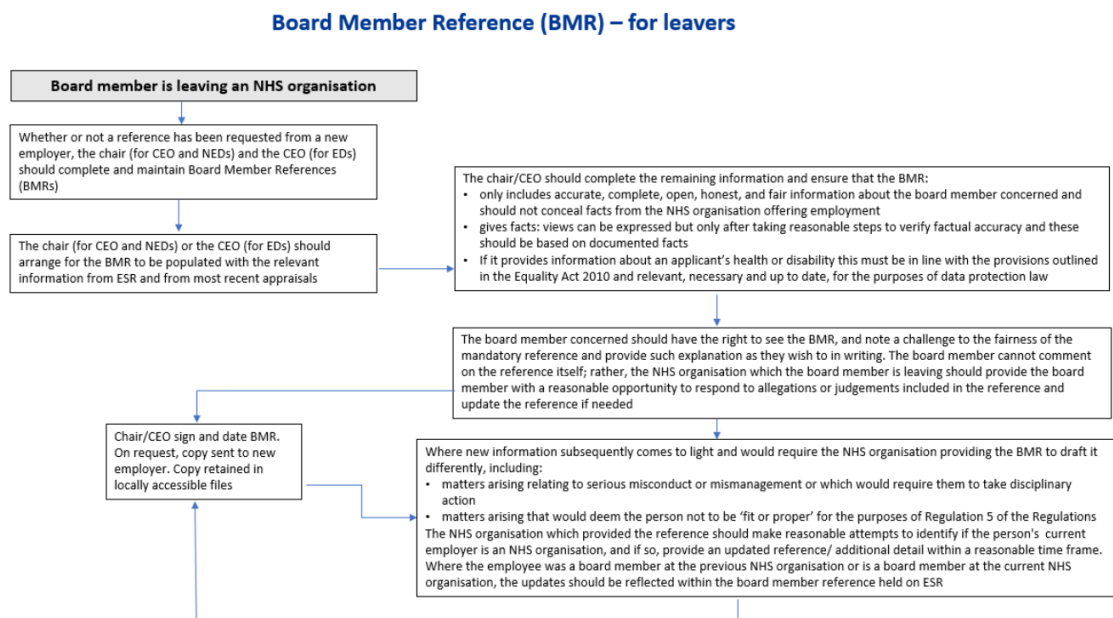 Board Member Reference (BMR) – for leavers
Board member is leaving an NHS organisation
Whether or not a reference has been requested from a new
employer, the chair (for CEO and NEDs) and the CEO (for EDs)
should complete and maintain Board Member References
(BMRs)
The chair (for CEO and NEDs) or the CEO (for EDs) should
arrange for the BMR to be populated with the relevant
information from ESR and from most recent appraisals
The chair/CEO should complete the remaining information and ensure that the BMR:
• only includes accurate, complete, open, honest, and fair information about the board member concerned and
should not conceal facts from the NHS organisation offering employment
• gives facts: views can be expressed but only after taking reasonable steps to verify factual accuracy and these
should be based on documented facts
• If it provides information about an applicant's health or disability this must be in line with the provisions outlined
in the Equality Act 2010 and relevant, necessary and up to date, for the purposes of data protection law
The board member concerned should have the right to see the BMR, and note a challenge to the fairness of the
mandatory reference and provide such explanation as they wish to in writing. The board member cannot comment
on the reference itself; rather, the NHS organisation which the board member is leaving should provide the board
member with a reasonable opportunity to respond to allegations or judgements included in the reference and
update the reference if needed
Chair/CEO sign and date BMR.
On request, copy sent to new
employer. Copy retained in
locally accessible files
Where new information subsequently comes to light and would require the NHS organisation providing the BMR to draft it
differently, including:
• matters arising relating to serious misconduct or mismanagement or which would require them to take disciplinary
action
• matters arising that would deem the person not to be 'fit or proper' for the purposes of Regulation 5 of the Regulations
The NHS organisation which provided the reference should make reasonable attempts to identify if the person's current
employer is an NHS organisation, and if so, provide an updated reference/ additional detail within a reasonable time frame.
Where the employee was a board member at the previous NHS organisation or is a board member at the current NHS
organisation, the updates should be reflected within the board member reference held on ESR